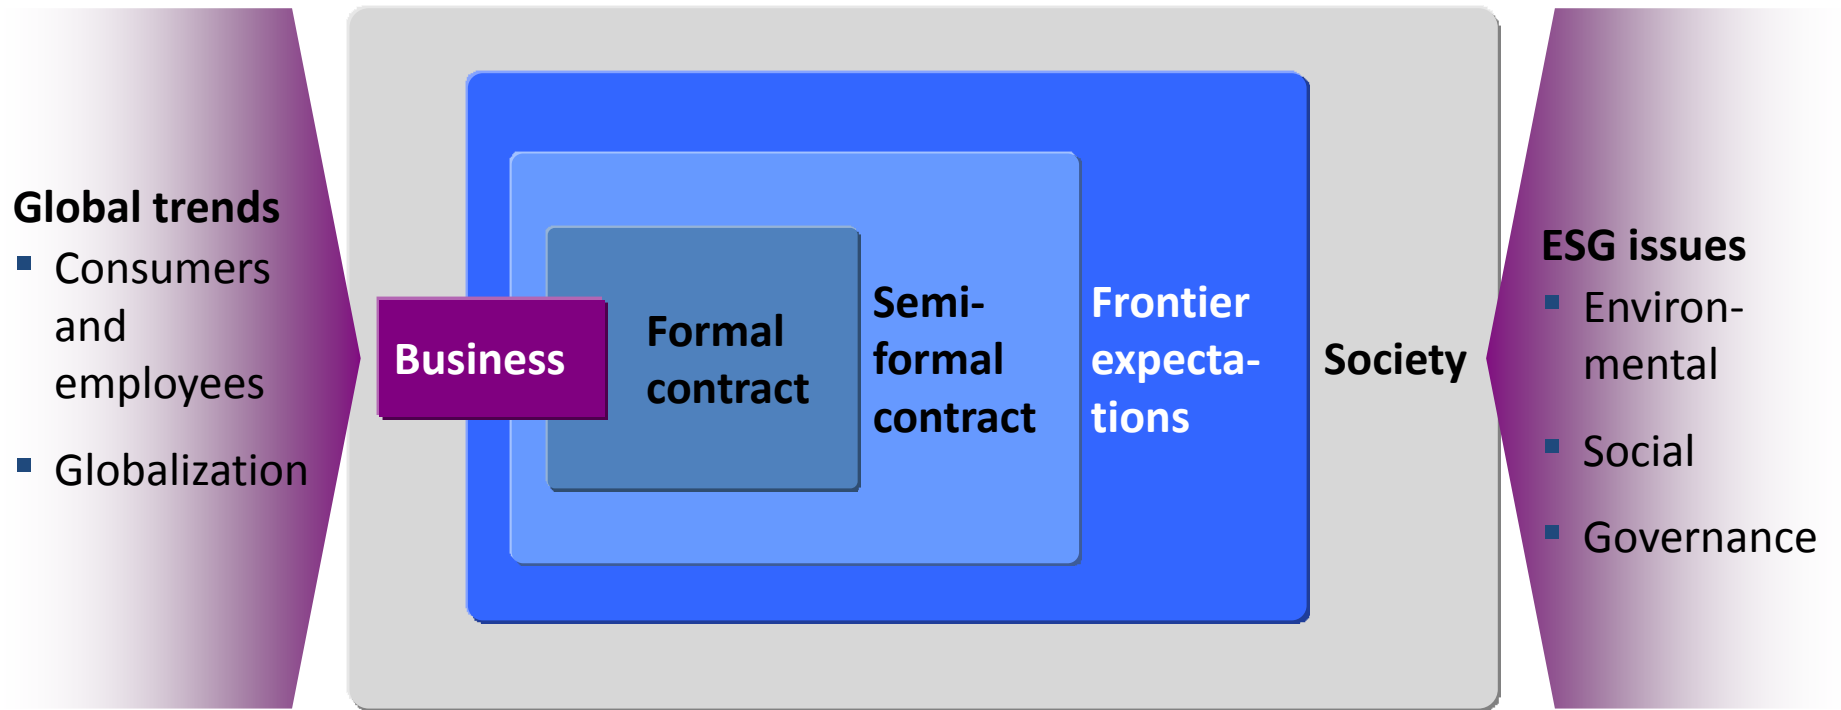 Global trends
Consumers
and
employees
Globalization
Business
Formal
contract
Semi-
formal
contract
Frontier
expecta-
tions
Society
ESG issues
Environ-
mental
Social
Governance